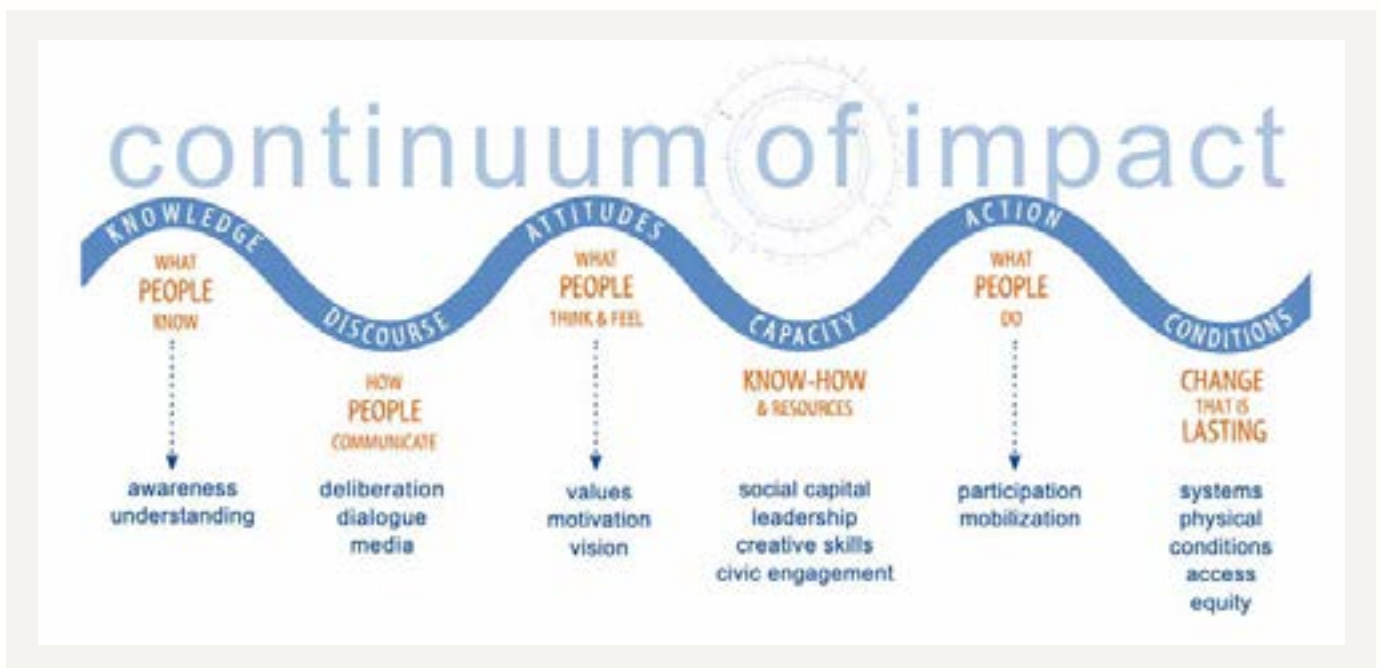 continuum of impact
KNOWLEDGE
WHAT
PEOPLE
KNOW
awareness
understanding
DISCOURSE
HOW
PEOPLE
COMMUNICATE
deliberation
dialogue
media
ATTITUDES
WHAT
PEOPLE
THINK & FEEL
values
motivation
vision
CAPACITY
KNOW-HOW
& RESOURCES
social capital
leadership
creative skills
civic engagement
ACTION
WHAT
PEOPLE
DO
participation
mobilization
CONDITIONS
CHANGE
THAT IS
LASTING
systems
physical
conditions
access
equity